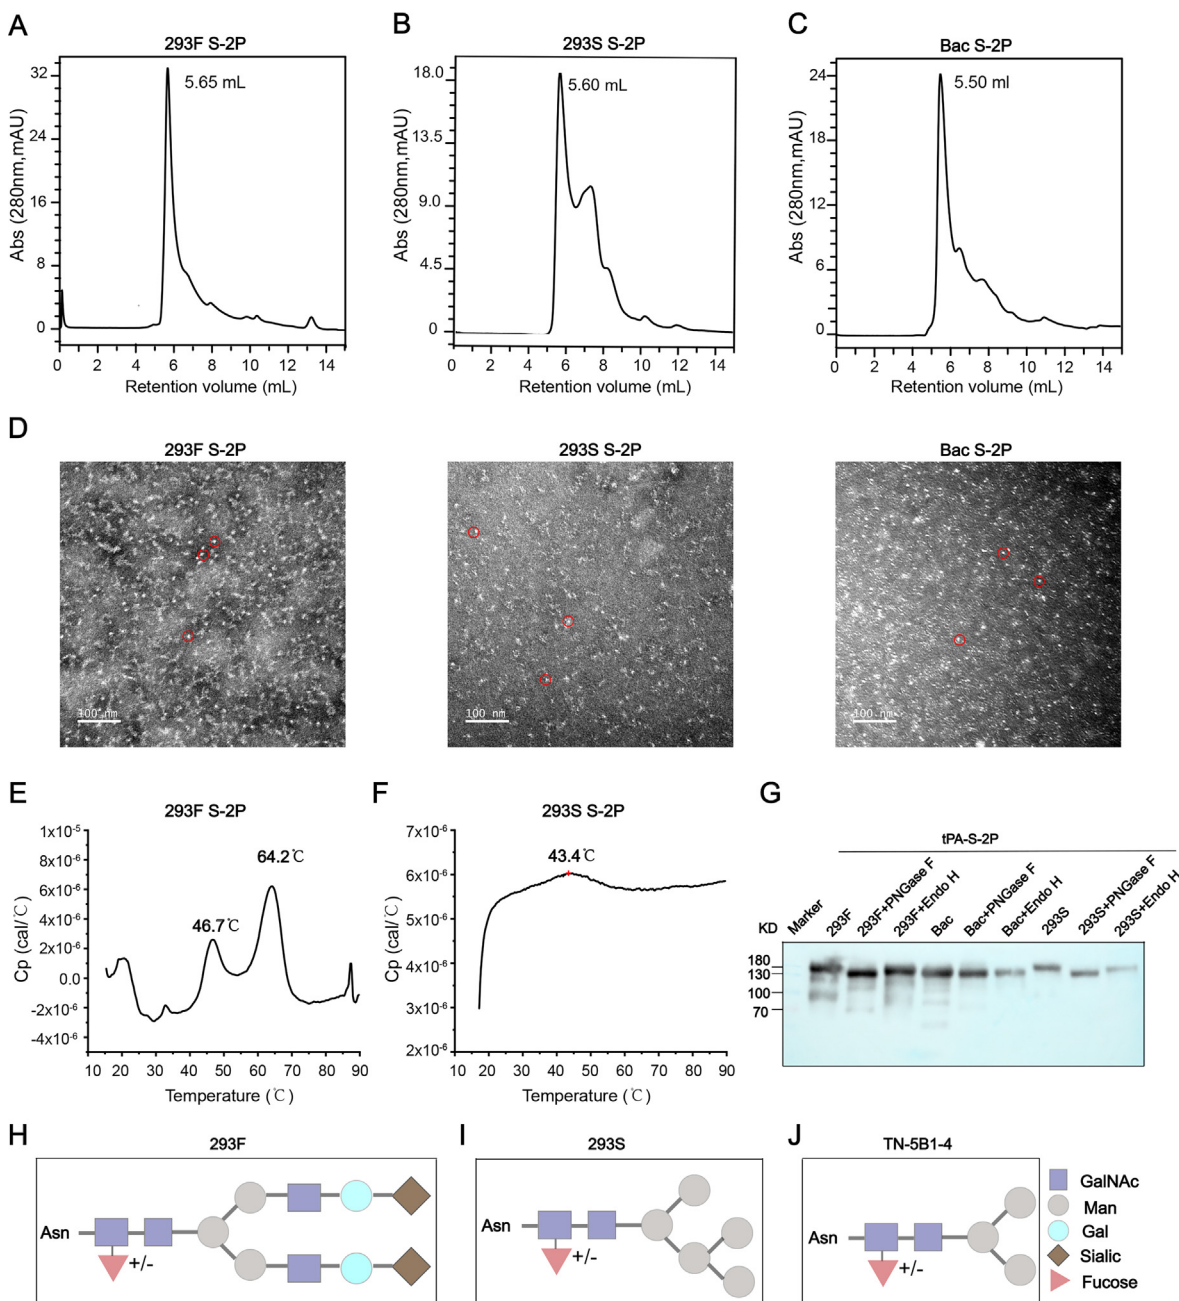 A
293F S-2P
32
24
16
8
0
5.65 mL
Abs (280nm,mAU)
0 2 4 6 8 10 12 14
Retention volume (mL)
B
293S S-2P
18.0
13.5
9.0
4.5
0
5.60 mL
Abs (280nm,mAU)
0 2 4 6 8 10 12 14
Retention volume (mL)
C
Bac S-2P
24
18
12
6
0
5.50 ml
Abs (280nm,mAU)
0 2 4 6 8 10 12 14
Retention volume (mL)
D
293F S-2P
100 nm
293S S-2P
100 nm
Bac S-2P
100 nm
E
293F S-2P
1x10⁻⁵
8x10⁻⁶
6x10⁻⁶
4x10⁻⁶
2x10⁻⁶
0.0
-2x10⁻⁶
-4x10⁻⁶
46.7℃
64.2℃
Cp (cal/℃)
10 20 30 40 50 60 70 80 90
Temperature (℃)
F
293S S-2P
7x10⁻⁶
6x10⁻⁶
5x10⁻⁶
4x10⁻⁶
3x10⁻⁶
2x10⁻⁶
43.4℃
Cp (cal/℃)
10 20 30 40 50 60 70 80 90
Temperature (℃)
G
tPA-S-2P
KD
Marker
293F
293F+PNGase F
293F+Endo H
Bac
Bac+PNGase F
Bac+Endo H
293S
293S+PNGase F
293S+Endo H
180
130
100
70
H
293F
Asn
+/-
I
293S
Asn
+/-
J
TN-5B1-4
Asn
+/-
GalNAc
Man
Gal
Sialic
Fucose